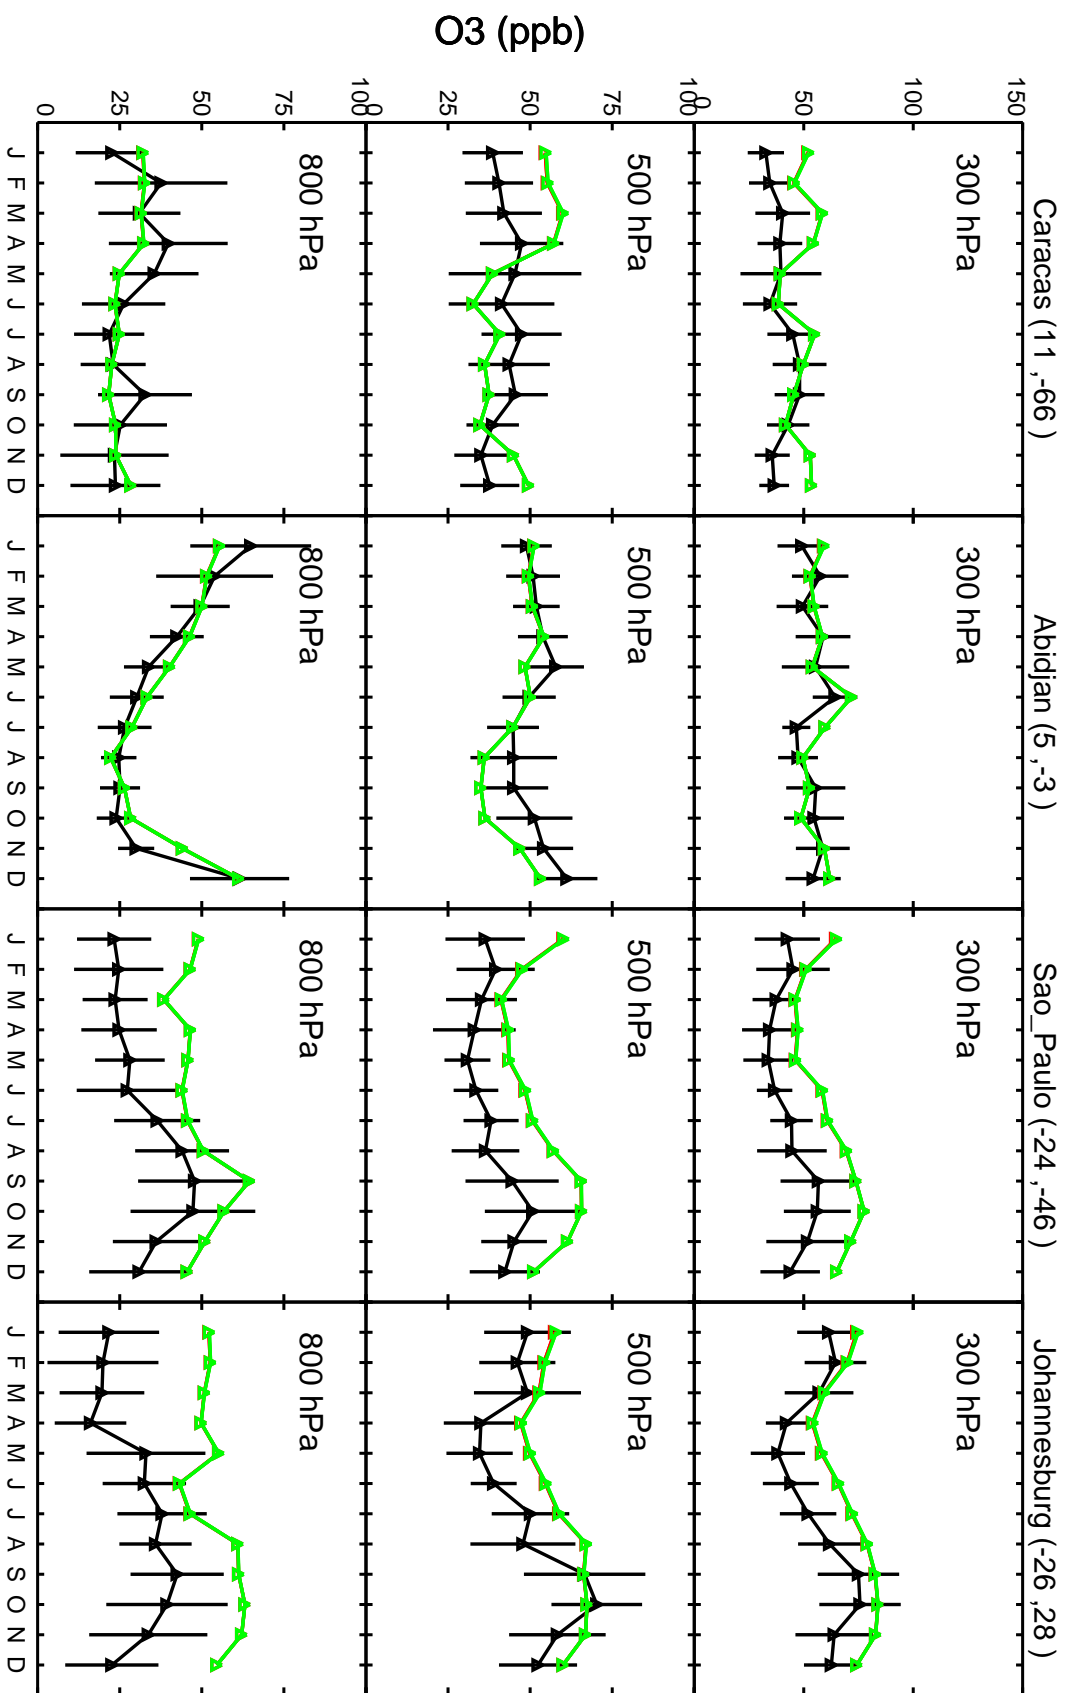 Caracas (11 ,-66 )
Abidjan (5 ,-3 )
Sao_Paulo (-24 ,-46 )
Johannesburg (-26 ,28 )
150
100
50
0
300 hPa
300 hPa
300 hPa
300 hPa
100
75
50
25
0
500 hPa
500 hPa
500 hPa
500 hPa
100
75
50
25
0
800 hPa
800 hPa
800 hPa
800 hPa
J F M A M J J A S O N D
J F M A M J J A S O N D
J F M A M J J A S O N D
J F M A M J J A S O N D
O3 (ppb)